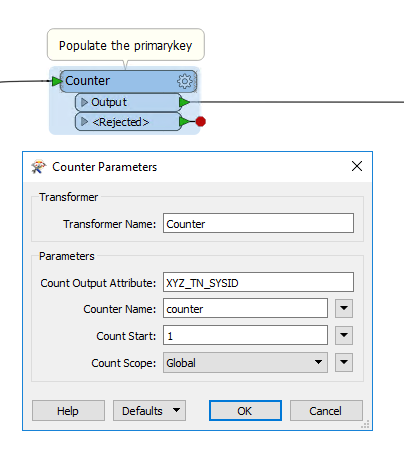 Populate the primarykey
Counter
Output
<Rejected>
Counter Parameters
Transformer
Transformer Name: Counter
Parameters
Count Output Attribute: XYZ_TN_SYSID
Counter Name: counter
Count Start: 1
Count Scope: Global
Help Defaults OK Cancel